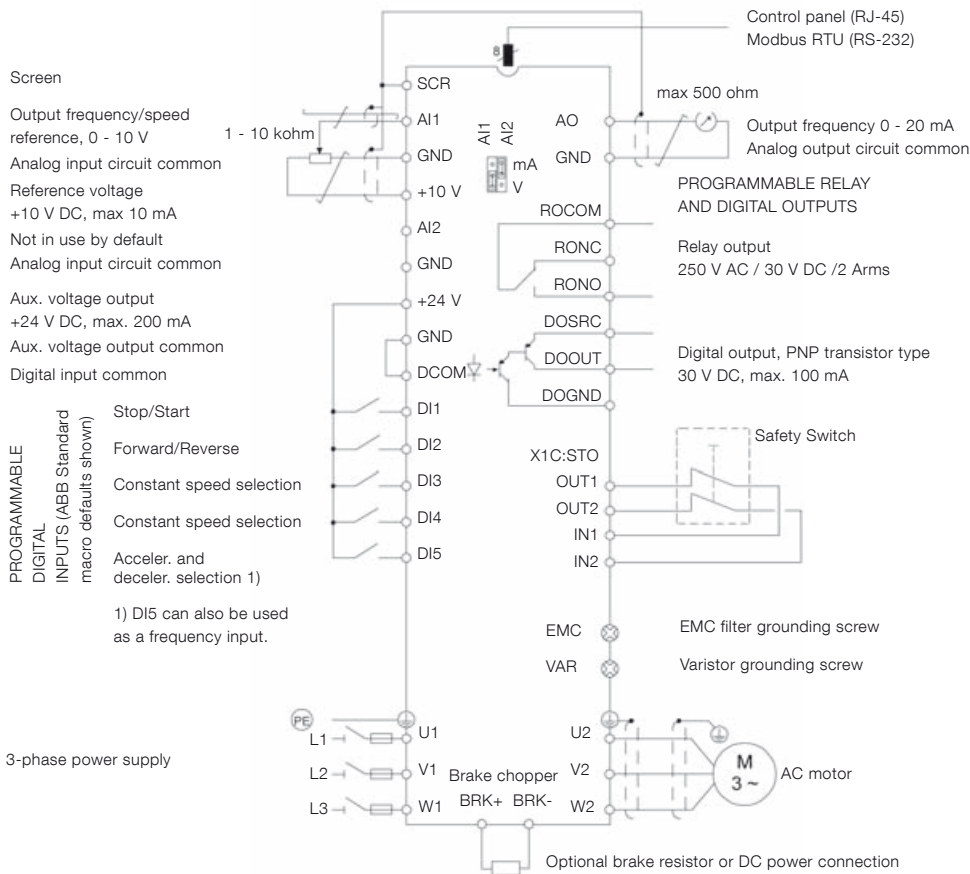 Control panel (RJ-45)
Modbus RTU (RS-232)
8
Screen
Output frequency/speed
reference, 0 - 10 V
Analog input circuit common
Reference voltage
+10 V DC, max 10 mA
Not in use by default
Analog input circuit common
Aux. voltage output
+24 V DC, max. 200 mA
Aux. voltage output common
Digital input common
PROGRAMMABLE
DIGITAL
INPUTS (ABB Standard
macro defaults shown)
Stop/Start
Forward/Reverse
Constant speed selection
Constant speed selection
Acceler. and
deceler. selection 1)
1) DI5 can also be used
as a frequency input.
3-phase power supply
1 - 10 kohm
SCR
AI1
GND
+10 V
AI2
GND
+24 V
GND
DCOM
DI1
DI2
DI3
DI4
DI5
AI1
AI2
mA
V
PE
L1
L2
L3
U1
V1
W1
Brake chopper
BRK+ BRK-
AO
GND
ROCOM
RONC
RONO
DOSRC
DOOUT
DOGND
X1C:STO
OUT1
OUT2
IN1
IN2
EMC
VAR
U2
V2
W2
max 500 ohm
Output frequency 0 - 20 mA
Analog output circuit common
PROGRAMMABLE RELAY
AND DIGITAL OUTPUTS
Relay output
250 V AC / 30 V DC /2 Arms
Digital output, PNP transistor type
30 V DC, max. 100 mA
Safety Switch
EMC filter grounding screw
Varistor grounding screw
M
3 ~
AC motor
Optional brake resistor or DC power connection